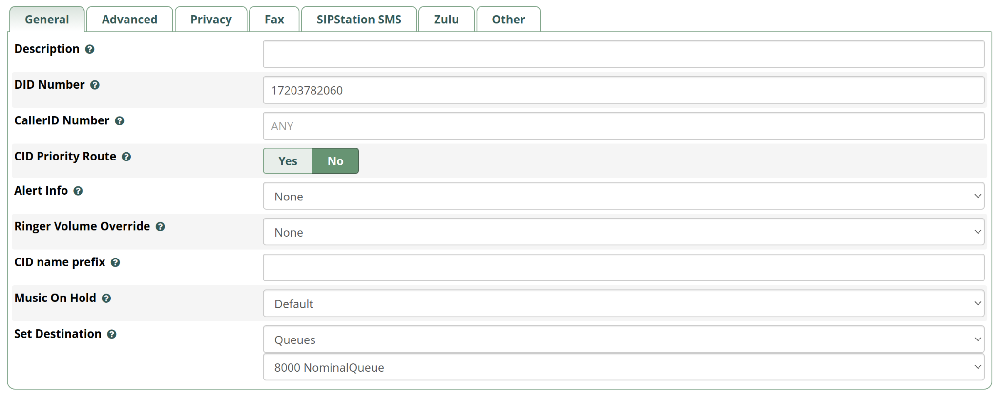 General Advanced Privacy Fax SIPStation SMS Zulu Other
Description
DID Number 17203782060
CallerID Number ANY
CID Priority Route Yes No
Alert Info None
Ringer Volume Override None
CID name prefix
Music On Hold Default
Set Destination Queues
8000 NominalQueue